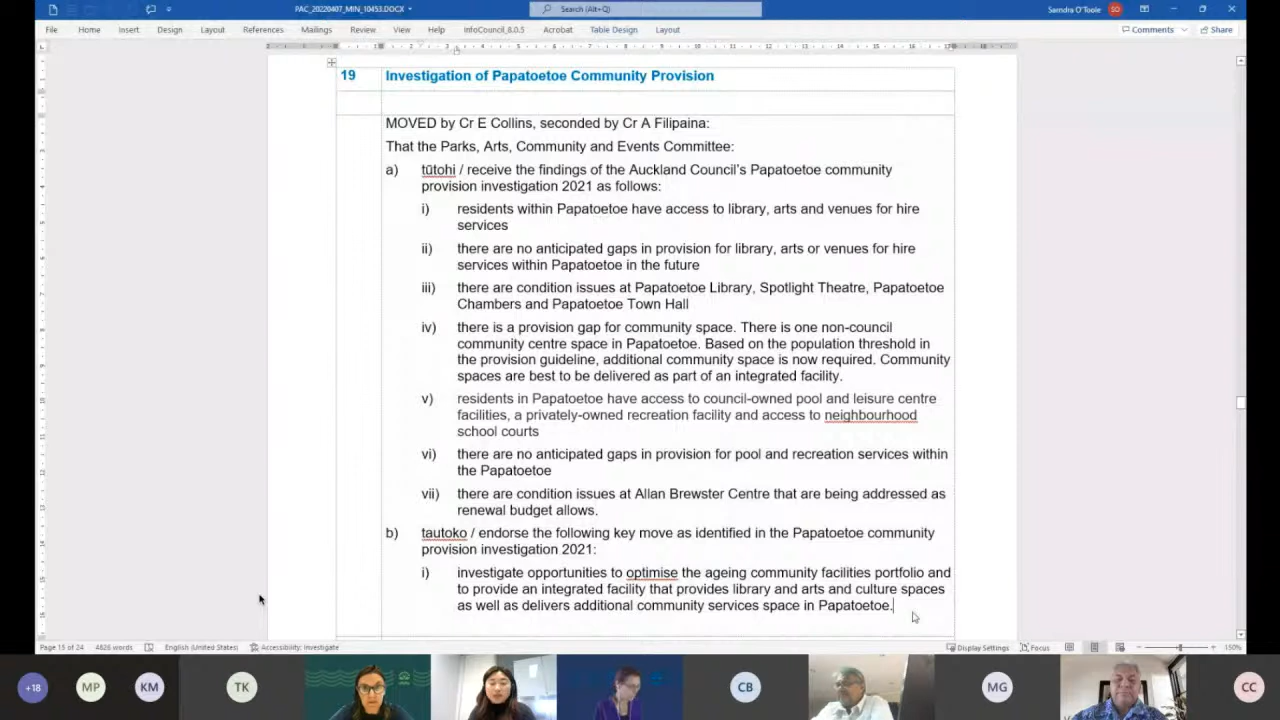 PAC_20220407_MIN_10453.DOCX
Search (Alt+Q)
Samdra O'Toole
SO
File Home Insert Design Layout References Mailings Review View Help InfoCouncil_8.0.5 Acrobat Table Design Layout
Comments Share
19 Investigation of Papatoetoe Community Provision
MOVED by Cr E Collins, seconded by Cr A Filipaina:
That the Parks, Arts, Community and Events Committee:
a) tūtohi / receive the findings of the Auckland Council's Papatoetoe community
provision investigation 2021 as follows:
i) residents within Papatoetoe have access to library, arts and venues for hire
services
ii) there are no anticipated gaps in provision for library, arts or venues for hire
services within Papatoetoe in the future
iii) there are condition issues at Papatoetoe Library, Spotlight Theatre, Papatoetoe
Chambers and Papatoetoe Town Hall
iv) there is a provision gap for community space. There is one non-council
community centre space in Papatoetoe. Based on the population threshold in
the provision guideline, additional community space is now required. Community
spaces are best to be delivered as part of an integrated facility.
v) residents in Papatoetoe have access to council-owned pool and leisure centre
facilities, a privately-owned recreation facility and access to neighbourhood
school courts
vi) there are no anticipated gaps in provision for pool and recreation services within
the Papatoetoe
vii) there are condition issues at Allan Brewster Centre that are being addressed as
renewal budget allows.
b) tautoko / endorse the following key move as identified in the Papatoetoe community
provision investigation 2021:
i) investigate opportunities to optimise the ageing community facilities portfolio and
to provide an integrated facility that provides library and arts and culture spaces
as well as delivers additional community services space in Papatoetoe.
Page 15 of 24 4826 words English (United States) Accessibility: Investigate
Display Settings Focus 150%
+18 MP KM TK CB MG CC